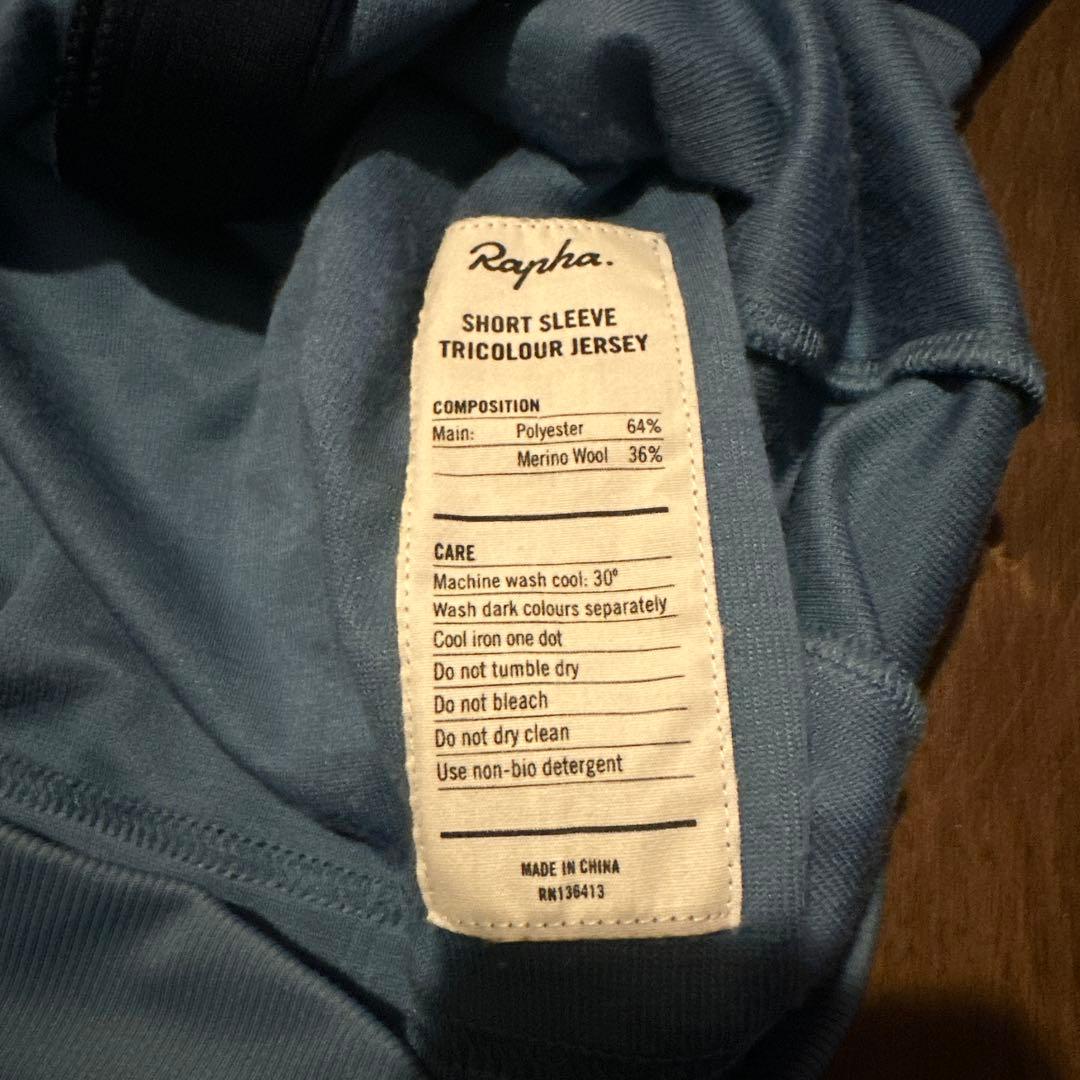 Rapha.
SHORT SLEEVE
TRICOLOUR JERSEY
COMPOSITION
Main: Polyester 64%
Merino Wool 36%
CARE
Machine wash cool: 30°
Wash dark colours separately
Cool iron one dot
Do not tumble dry
Do not bleach
Do not dry clean
Use non-bio detergent
MADE IN CHINA
RN136413